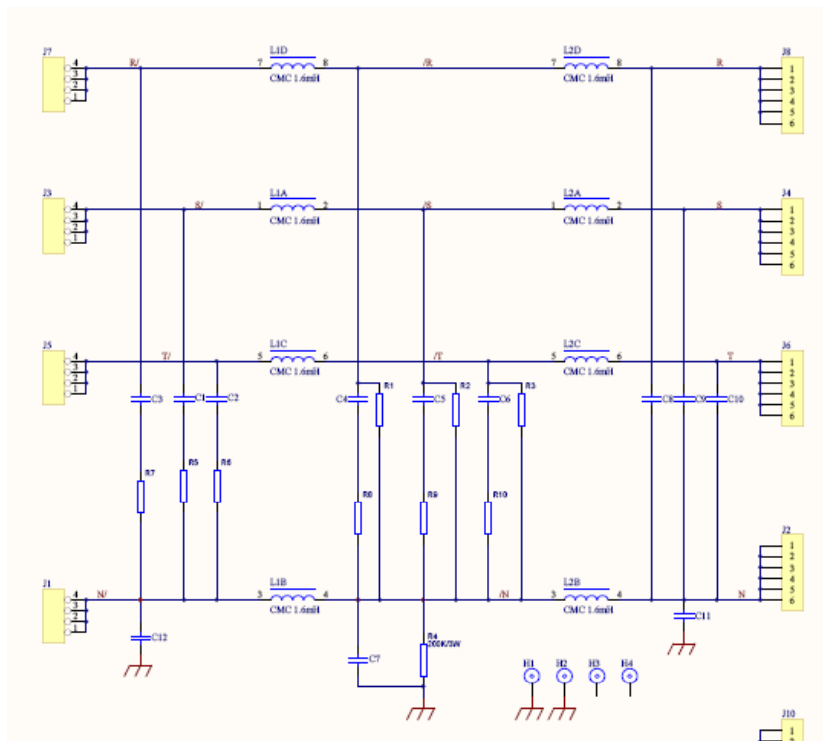 J7 L1D L2D J8
4 R/ 7 8 /R 7 8 R 1
3 CMC 1.6mH CMC 1.6mH 2
2 3
1 4
5
6
J3 L1A L2A J4
4 S/ 1 2 /S 1 2 S 1
3 CMC 1.6mH CMC 1.6mH 2
2 3
1 4
5
6
J5 L1C L2C J6
4 T/ 5 6 /T 5 6 T 1
3 CMC 1.6mH CMC 1.6mH 2
2 R1 R2 R3 3
1 4
C3 C1 C2 C4 C5 C6 C8 C9 C10 5
6
R7 R5 R6
R8 R9 R10
J2
1
2
3
4
5
J1 L1B L2B
4 N/ 3 4 /N 3 4 N 6
3 CMC 1.6mH CMC 1.6mH
2 C11
1
C12 R4
200K/3W
C7 H1 H2 H3 H4
J10
1